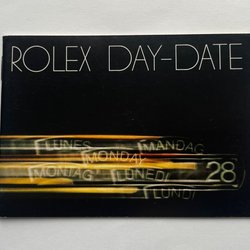 ROLEX DAY–DATE
LUNES MANDAG
MONDAY
MONTAG LUNEDI 28
LUNDI